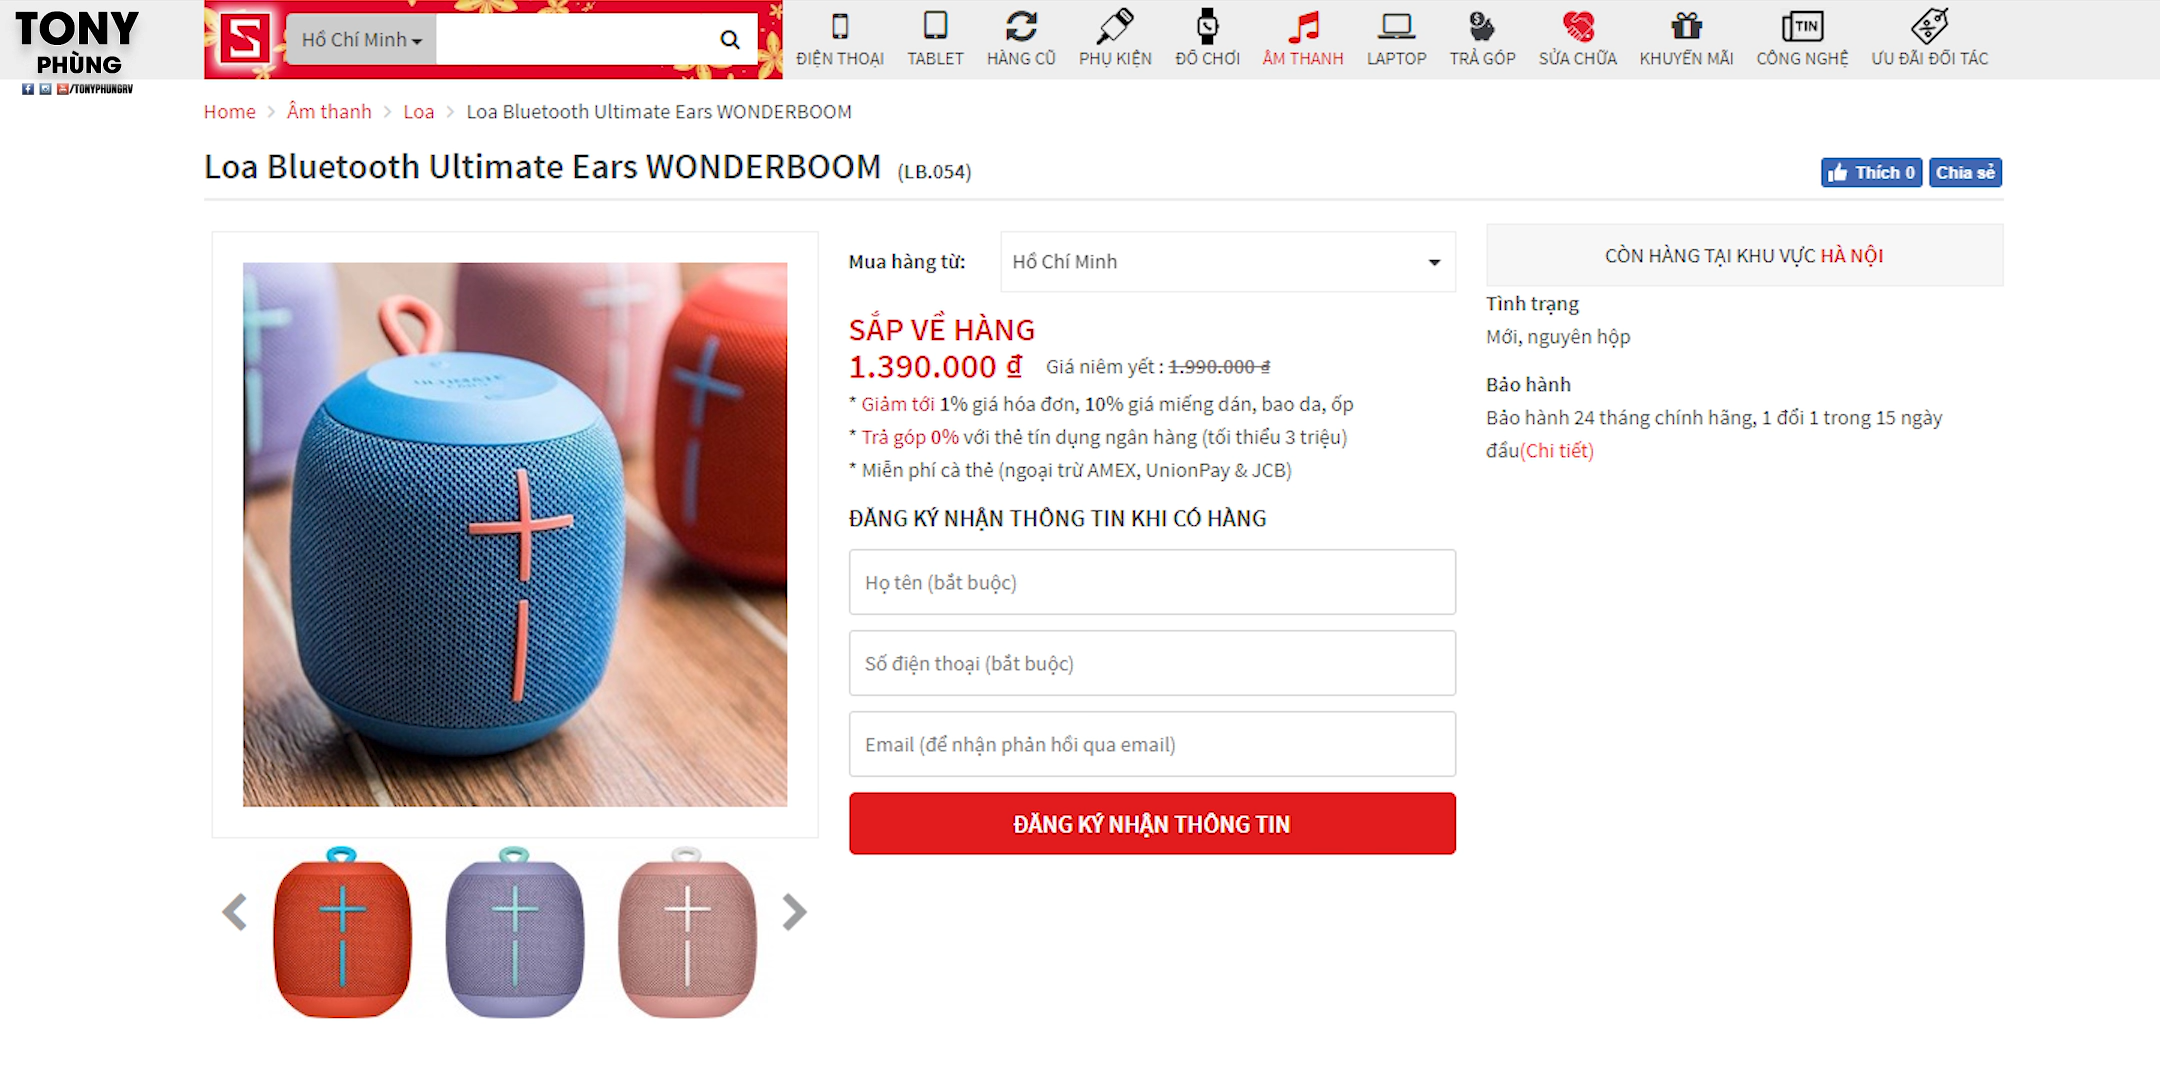 TONY
PHÙNG
/TONYPHUNGRV
Hồ Chí Minh
ĐIỆN THOẠI
TABLET
HÀNG CŨ
PHỤ KIỆN
ĐỒ CHƠI
ÂM THANH
LAPTOP
TRẢ GÓP
SỬA CHỮA
KHUYẾN MÃI
TIN
CÔNG NGHỆ
ƯU ĐÃI ĐỐI TÁC
Home > Âm thanh > Loa > Loa Bluetooth Ultimate Ears WONDERBOOM
Loa Bluetooth Ultimate Ears WONDERBOOM (LB.054)
Thích 0
Chia sẻ
Mua hàng từ: Hồ Chí Minh
SẮP VỀ HÀNG
1.390.000 ₫ Giá niêm yết : 1.990.000 ₫
* Giảm tới 1% giá hóa đơn, 10% giá miếng dán, bao da, ốp
* Trả góp 0% với thẻ tín dụng ngân hàng (tối thiểu 3 triệu)
* Miễn phí cà thẻ (ngoại trừ AMEX, UnionPay & JCB)
ĐĂNG KÝ NHẬN THÔNG TIN KHI CÓ HÀNG
Họ tên (bắt buộc)
Số điện thoại (bắt buộc)
Email (để nhận phản hồi qua email)
ĐĂNG KÝ NHẬN THÔNG TIN
CÒN HÀNG TẠI KHU VỰC HÀ NỘI
Tình trạng
Mới, nguyên hộp
Bảo hành
Bảo hành 24 tháng chính hãng, 1 đổi 1 trong 15 ngày
đầu(Chi tiết)